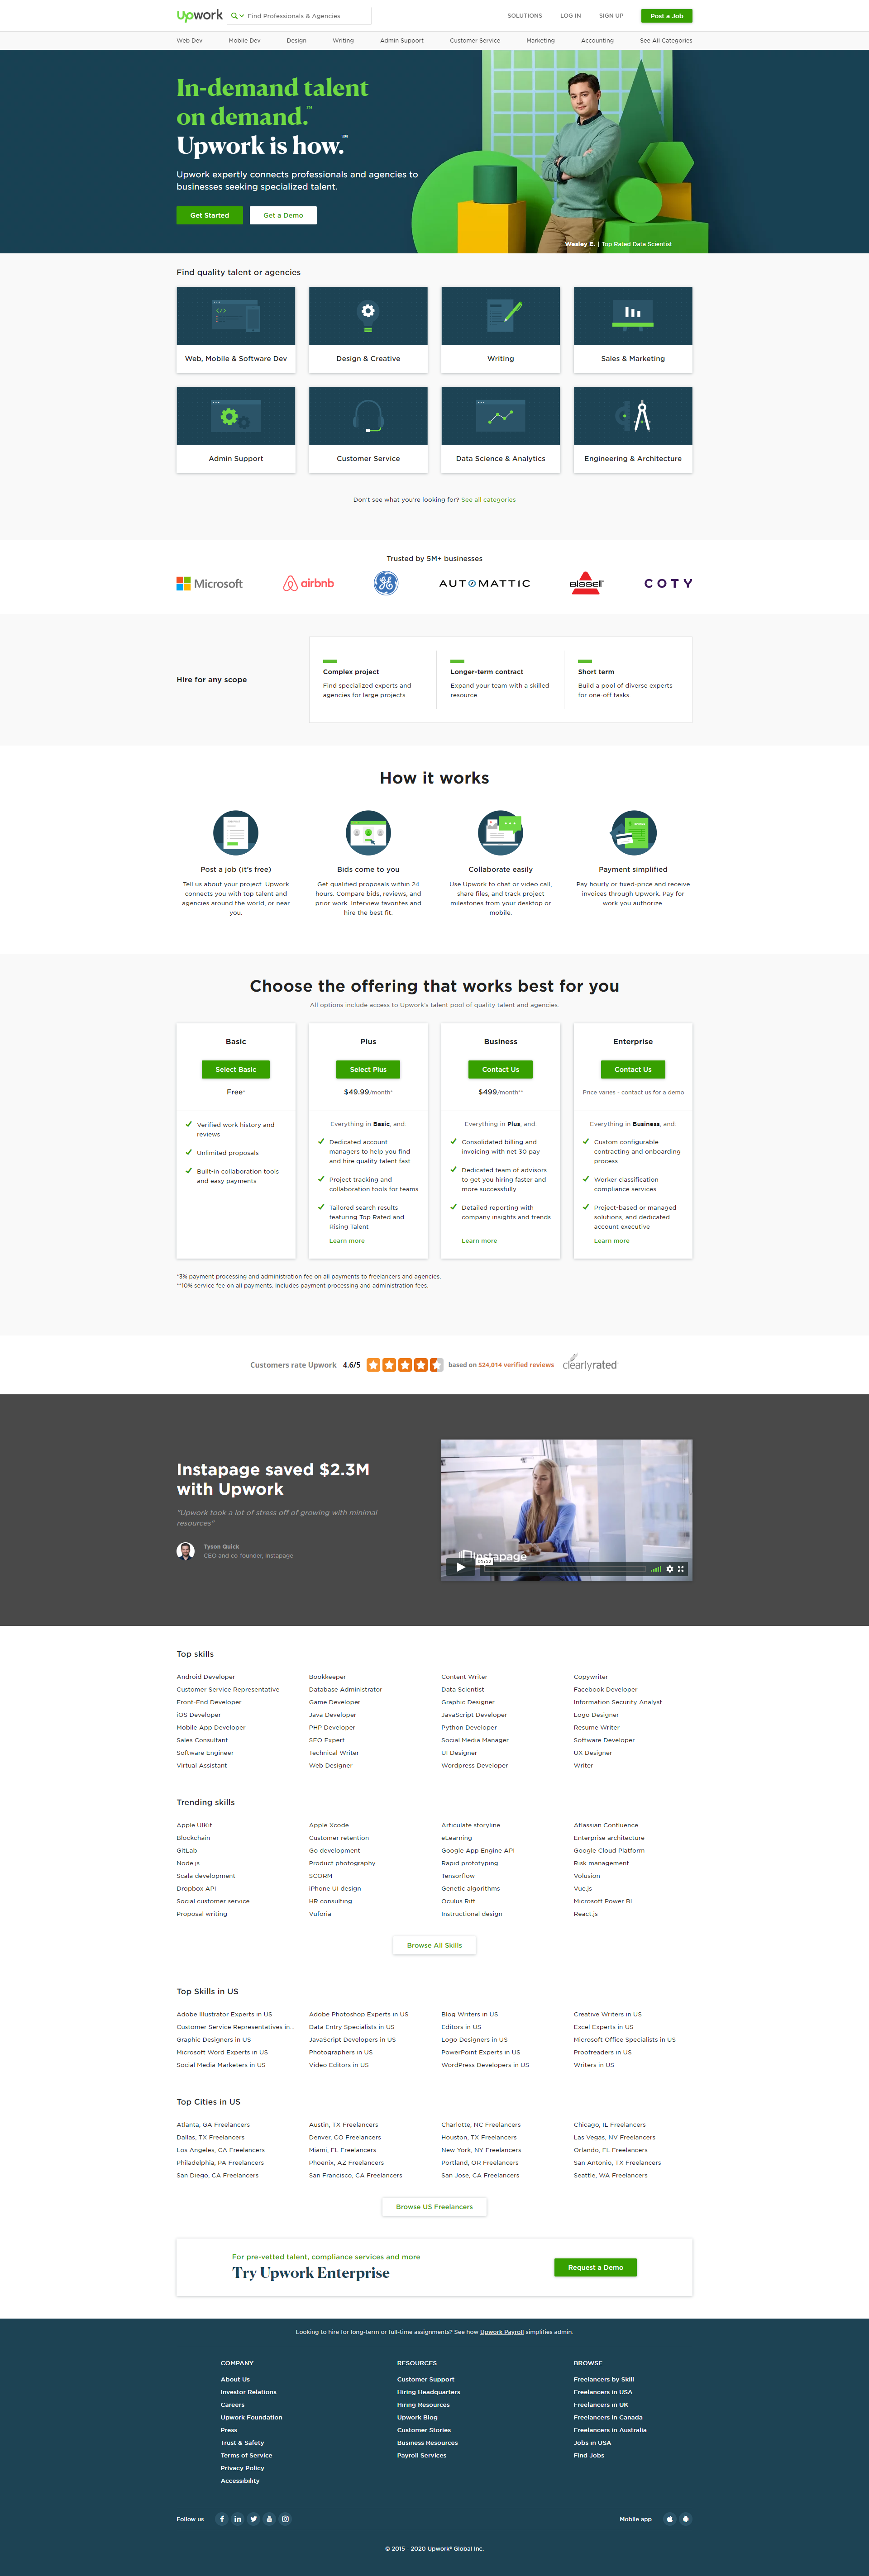 upwork
Find Professionals & Agencies
SOLUTIONS
LOG IN
SIGN UP
Post a Job
Web Dev
Mobile Dev
Design
Writing
Admin Support
Customer Service
Marketing
Accounting
See All Categories
In-demand talent
on demand.™
Upwork is how.™
Upwork expertly connects professionals and agencies to
businesses seeking specialized talent.
Get Started
Get a Demo
Wesley E. | Top Rated Data Scientist
Find quality talent or agencies
Web, Mobile & Software Dev
Design & Creative
Writing
Sales & Marketing
Admin Support
Customer Service
Data Science & Analytics
Engineering & Architecture
Don't see what you're looking for? See all categories
Trusted by 5M+ businesses
Microsoft
airbnb
AUTOMATTIC
BISSELL
COTY
Hire for any scope
Complex project
Find specialized experts and
agencies for large projects.
Longer-term contract
Expand your team with a skilled
resource.
Short term
Build a pool of diverse experts
for one-off tasks.
How it works
Post a job (it's free)
Tell us about your project. Upwork
connects you with top talent and
agencies around the world, or near
you.
Bids come to you
Get qualified proposals within 24
hours. Compare bids, reviews, and
prior work. Interview favorites and
hire the best fit.
Collaborate easily
Use Upwork to chat or video call,
share files, and track project
milestones from your desktop or
mobile.
Payment simplified
Pay hourly or fixed-price and receive
invoices through Upwork. Pay for
work you authorize.
Choose the offering that works best for you
All options include access to Upwork's talent pool of quality talent and agencies.
Basic
Select Basic
Free*
Verified work history and
reviews
Unlimited proposals
Built-in collaboration tools
and easy payments
Plus
Select Plus
$49.99/month*
Everything in Basic, and:
Dedicated account
managers to help you find
and hire quality talent fast
Project tracking and
collaboration tools for teams
Tailored search results
featuring Top Rated and
Rising Talent
Learn more
Business
Contact Us
$499/month**
Everything in Plus, and:
Consolidated billing and
invoicing with net 30 pay
Dedicated team of advisors
to get you hiring faster and
more successfully
Detailed reporting with
company insights and trends
Learn more
Enterprise
Contact Us
Price varies - contact us for a demo
Everything in Business, and:
Custom configurable
contracting and onboarding
process
Worker classification
compliance services
Project-based or managed
solutions, and dedicated
account executive
Learn more
*3% payment processing and administration fee on all payments to freelancers and agencies.
**10% service fee on all payments. Includes payment processing and administration fees.
Customers rate Upwork 4.6/5
based on 524,014 verified reviews
clearlyrated
Instapage saved $2.3M
with Upwork
"Upwork took a lot of stress off of growing with minimal
resources"
Tyson Quick
CEO and co-founder, Instapage
Instapage
Top skills
Android Developer
Bookkeeper
Content Writer
Copywriter
Customer Service Representative
Database Administrator
Data Scientist
Facebook Developer
Front-End Developer
Game Developer
Graphic Designer
Information Security Analyst
iOS Developer
Java Developer
JavaScript Developer
Logo Designer
Mobile App Developer
PHP Developer
Python Developer
Resume Writer
Sales Consultant
SEO Expert
Social Media Manager
Software Developer
Software Engineer
Technical Writer
UI Designer
UX Designer
Virtual Assistant
Web Designer
Wordpress Developer
Writer
Trending skills
Apple UIKit
Apple Xcode
Articulate storyline
Atlassian Confluence
Blockchain
Customer retention
eLearning
Enterprise architecture
GitLab
Go development
Google App Engine API
Google Cloud Platform
Node.js
Product photography
Rapid prototyping
Risk management
Scala development
SCORM
Tensorflow
Volusion
Dropbox API
iPhone UI design
Genetic algorithms
Vue.js
Social customer service
HR consulting
Oculus Rift
Microsoft Power BI
Proposal writing
Vuforia
Instructional design
React.js
Browse All Skills
Top Skills in US
Adobe Illustrator Experts in US
Adobe Photoshop Experts in US
Blog Writers in US
Creative Writers in US
Customer Service Representatives in...
Data Entry Specialists in US
Editors in US
Excel Experts in US
Graphic Designers in US
JavaScript Developers in US
Logo Designers in US
Microsoft Office Specialists in US
Microsoft Word Experts in US
Photographers in US
PowerPoint Experts in US
Proofreaders in US
Social Media Marketers in US
Video Editors in US
WordPress Developers in US
Writers in US
Top Cities in US
Atlanta, GA Freelancers
Austin, TX Freelancers
Charlotte, NC Freelancers
Chicago, IL Freelancers
Dallas, TX Freelancers
Denver, CO Freelancers
Houston, TX Freelancers
Las Vegas, NV Freelancers
Los Angeles, CA Freelancers
Miami, FL Freelancers
New York, NY Freelancers
Orlando, FL Freelancers
Philadelphia, PA Freelancers
Phoenix, AZ Freelancers
Portland, OR Freelancers
San Antonio, TX Freelancers
San Diego, CA Freelancers
San Francisco, CA Freelancers
San Jose, CA Freelancers
Seattle, WA Freelancers
Browse US Freelancers
For pre-vetted talent, compliance services and more
Try Upwork Enterprise
Request a Demo
Looking to hire for long-term or full-time assignments? See how Upwork Payroll simplifies admin.
COMPANY
About Us
Investor Relations
Careers
Upwork Foundation
Press
Trust & Safety
Terms of Service
Privacy Policy
Accessibility
RESOURCES
Customer Support
Hiring Headquarters
Hiring Resources
Upwork Blog
Customer Stories
Business Resources
Payroll Services
BROWSE
Freelancers by Skill
Freelancers in USA
Freelancers in UK
Freelancers in Canada
Freelancers in Australia
Jobs in USA
Find Jobs
Follow us
Mobile app
© 2015 - 2020 Upwork® Global Inc.